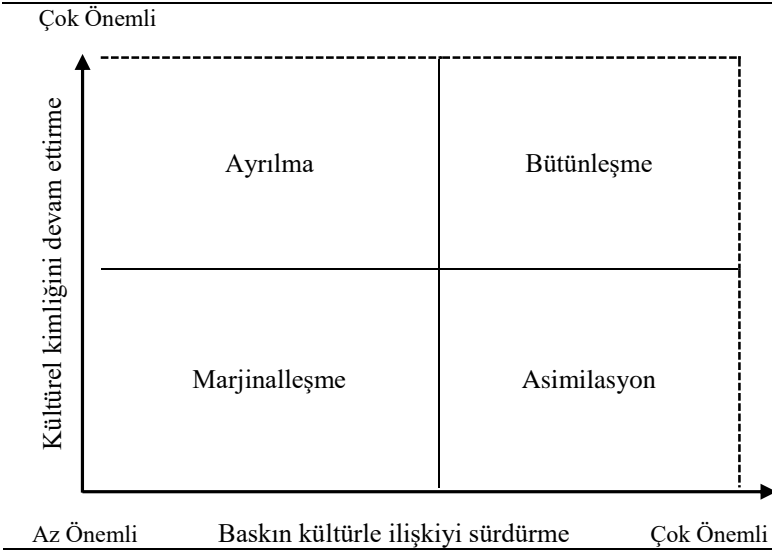 Çok Önemli
Kültürel kimliğini devam ettirme
Ayrılma
Bütünleşme
Marjinalleşme
Asimilasyon
Az Önemli
Baskın kültürle ilişkiyi sürdürme
Çok Önemli